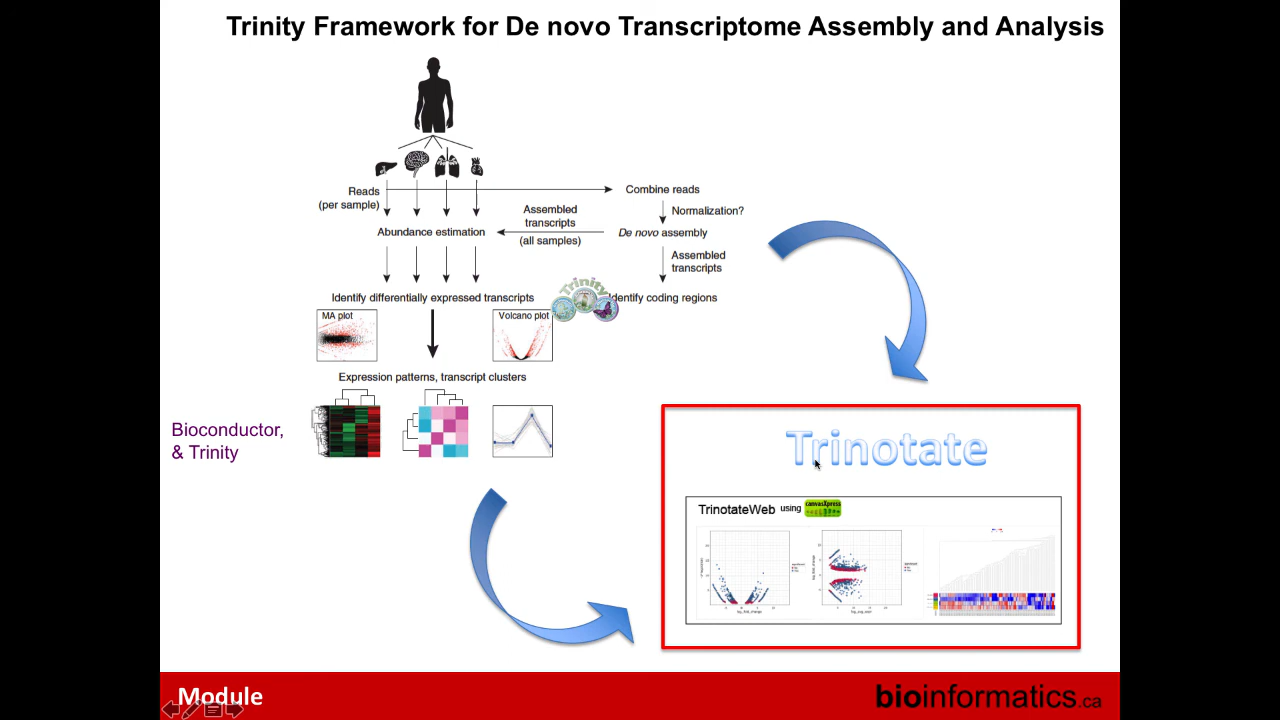 Trinity Framework for De novo Transcriptome Assembly and Analysis
Reads
(per sample)
Combine reads
Normalization?
Assembled
transcripts
(all samples)
Abundance estimation
De novo assembly
Assembled
transcripts
Trinity
Identify differentially expressed transcripts
Identify coding regions
MA plot
Volcano plot
Expression patterns, transcript clusters
Bioconductor,
& Trinity
Trinotate
TrinotateWeb using canvasXpress
Module
bioinformatics.ca